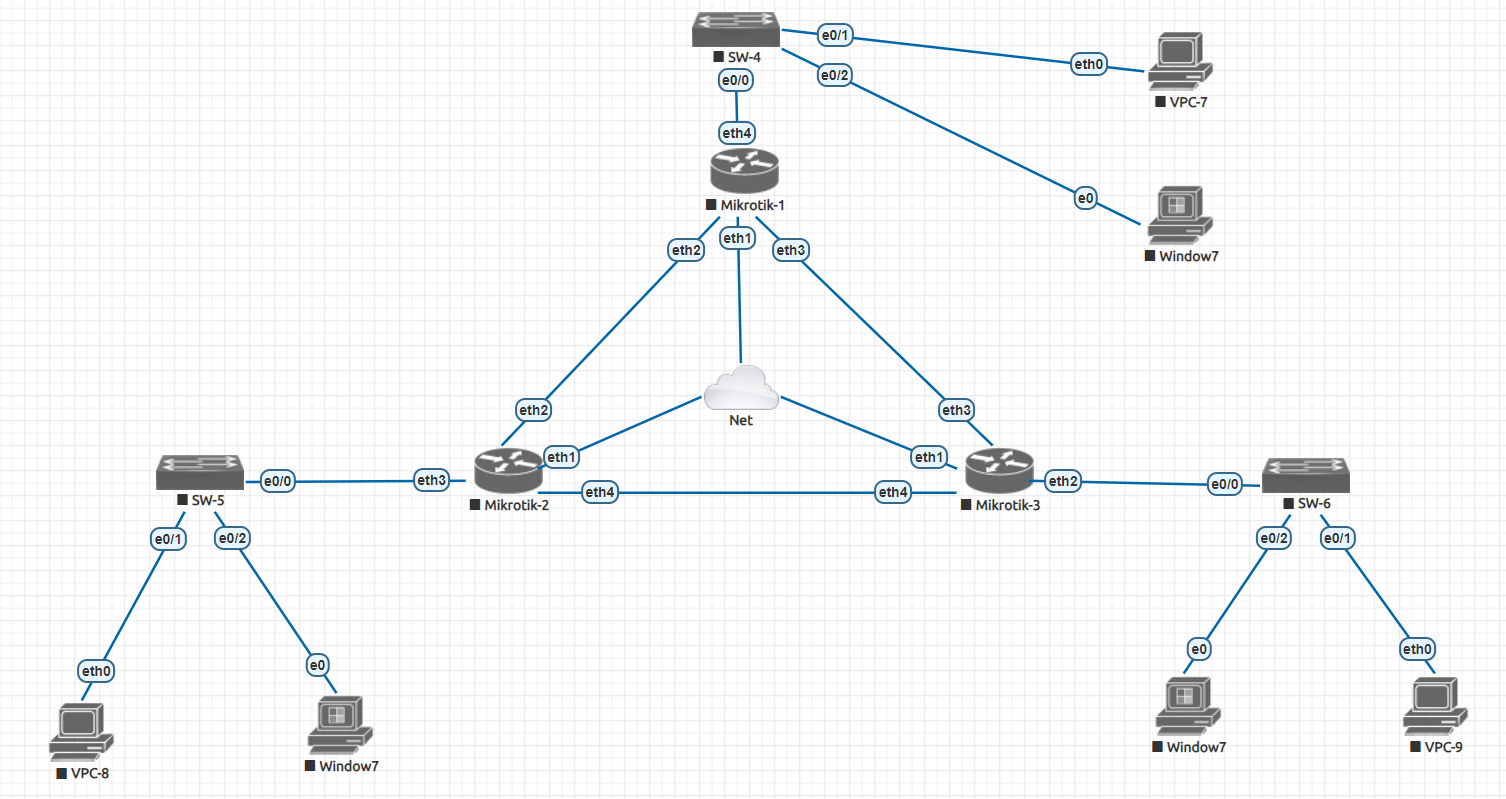 e0/1
SW-4
eth0
e0/2
e0/0
VPC-7
eth4
e0
Mikrotik-1
eth2
eth1
eth3
Window7
eth2
eth3
Net
eth1
eth1
e0/0
eth3
eth4
eth4
eth2
e0/0
SW-5
Mikrotik-2
Mikrotik-3
SW-6
e0/1
e0/2
e0/2
e0/1
eth0
e0
e0
eth0
VPC-8
Window7
Window7
VPC-9